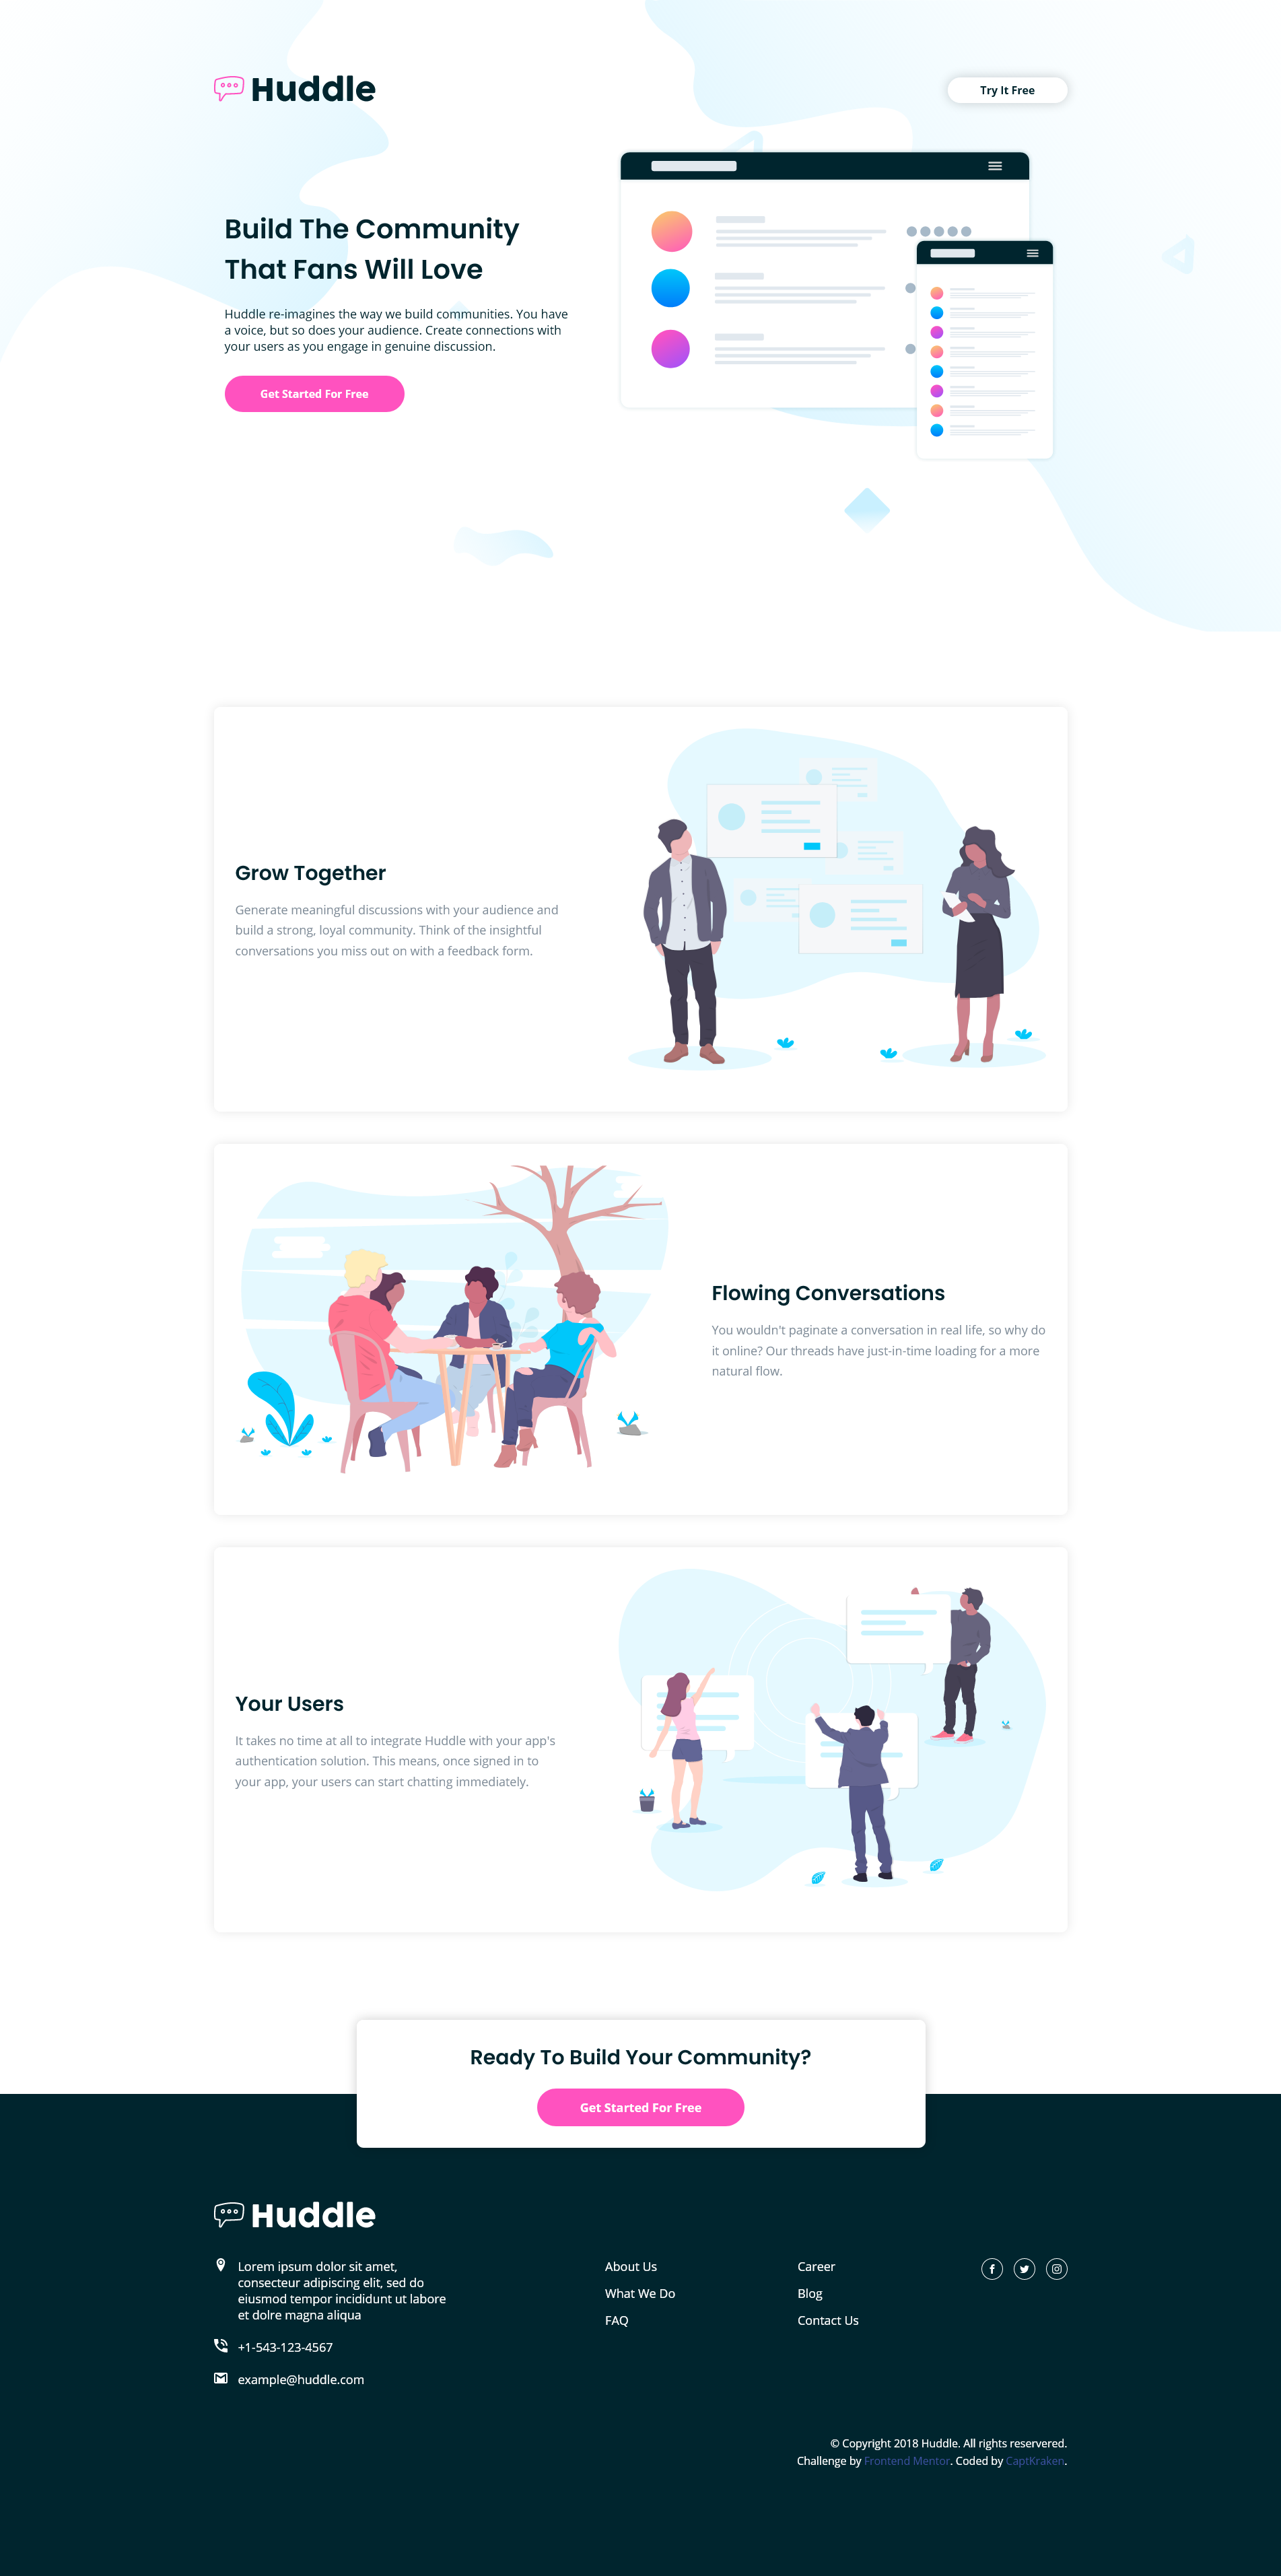 Huddle
Try It Free
Build The Community
That Fans Will Love
Huddle re-imagines the way we build communities. You have
a voice, but so does your audience. Create connections with
your users as you engage in genuine discussion.
Get Started For Free
Grow Together
Generate meaningful discussions with your audience and
build a strong, loyal community. Think of the insightful
conversations you miss out on with a feedback form.
Flowing Conversations
You wouldn't paginate a conversation in real life, so why do
it online? Our threads have just-in-time loading for a more
natural flow.
Your Users
It takes no time at all to integrate Huddle with your app's
authentication solution. This means, once signed in to
your app, your users can start chatting immediately.
Ready To Build Your Community?
Get Started For Free
Huddle
Lorem ipsum dolor sit amet,
consecteur adipiscing elit, sed do
eiusmod tempor incididunt ut labore
et dolre magna aliqua
+1-543-123-4567
example@huddle.com
About Us
What We Do
FAQ
Career
Blog
Contact Us
© Copyright 2018 Huddle. All rights reservered.
Challenge by Frontend Mentor. Coded by CaptKraken.